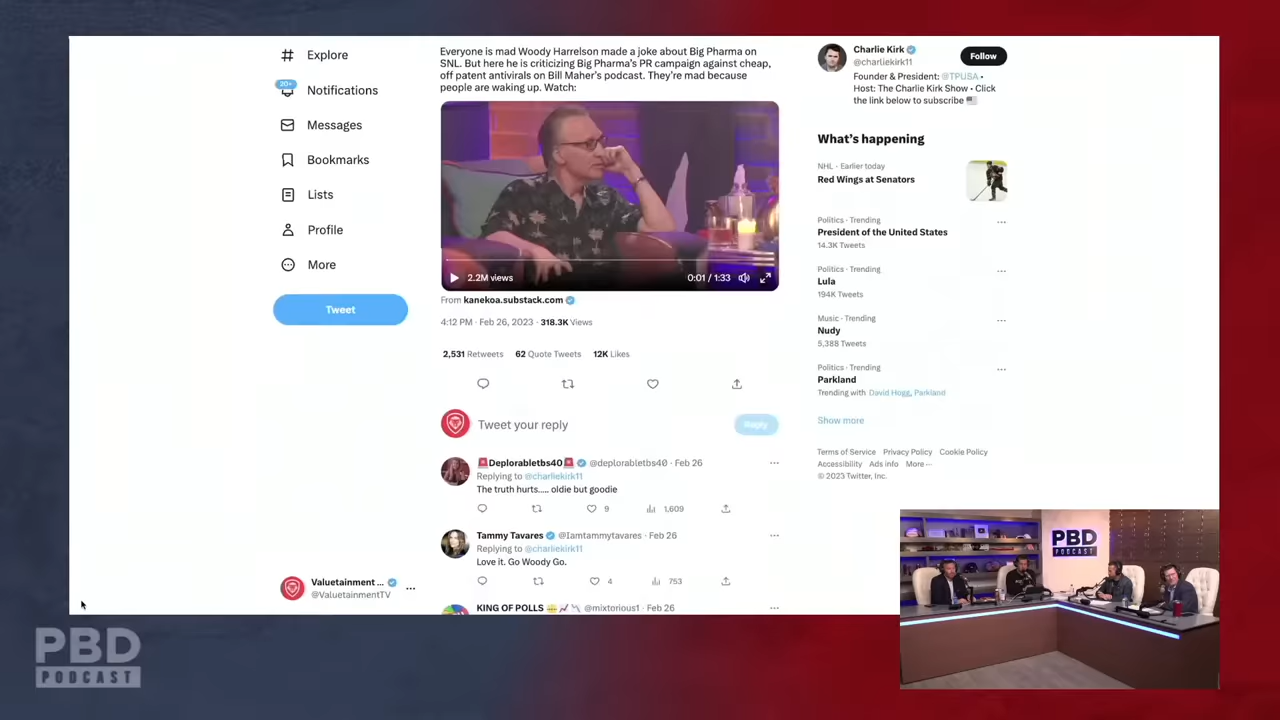 Explore
20+
Notifications
Messages
Bookmarks
Lists
Profile
More
Tweet
Valuetainment ...
@ValuetainmentTV
Everyone is mad Woody Harrelson made a joke about Big Pharma on
SNL. But here he is criticizing Big Pharma's PR campaign against cheap,
off patent antivirals on Bill Maher's podcast. They're mad because
people are waking up. Watch:
2.2M views
0:01 / 1:33
From kanekoa.substack.com
4:12 PM · Feb 26, 2023 · 318.3K Views
2,531 Retweets 62 Quote Tweets 12K Likes
Tweet your reply
Reply
🚨Deplorabletbs40🚨 @deplorabletbs40 · Feb 26
Replying to @charliekirk11
The truth hurts..... oldie but goodie
9
1,609
Tammy Tavares @Iamtammytavares · Feb 26
Replying to @charliekirk11
Love it. Go Woody Go.
4
753
KING OF POLLS @mixtorious1 · Feb 26
Charlie Kirk
@charliekirk11
Follow
Founder & President: @TPUSA •
Host: The Charlie Kirk Show • Click
the link below to subscribe
What's happening
NHL · Earlier today
Red Wings at Senators
Politics · Trending
President of the United States
14.3K Tweets
Politics · Trending
Lula
194K Tweets
Music · Trending
Nudy
5,388 Tweets
Politics · Trending
Parkland
Trending with David Hogg, Parkland
Show more
Terms of Service Privacy Policy Cookie Policy
Accessibility Ads info More ···
© 2023 Twitter, Inc.
PBD
PODCAST
PBD
PODCAST